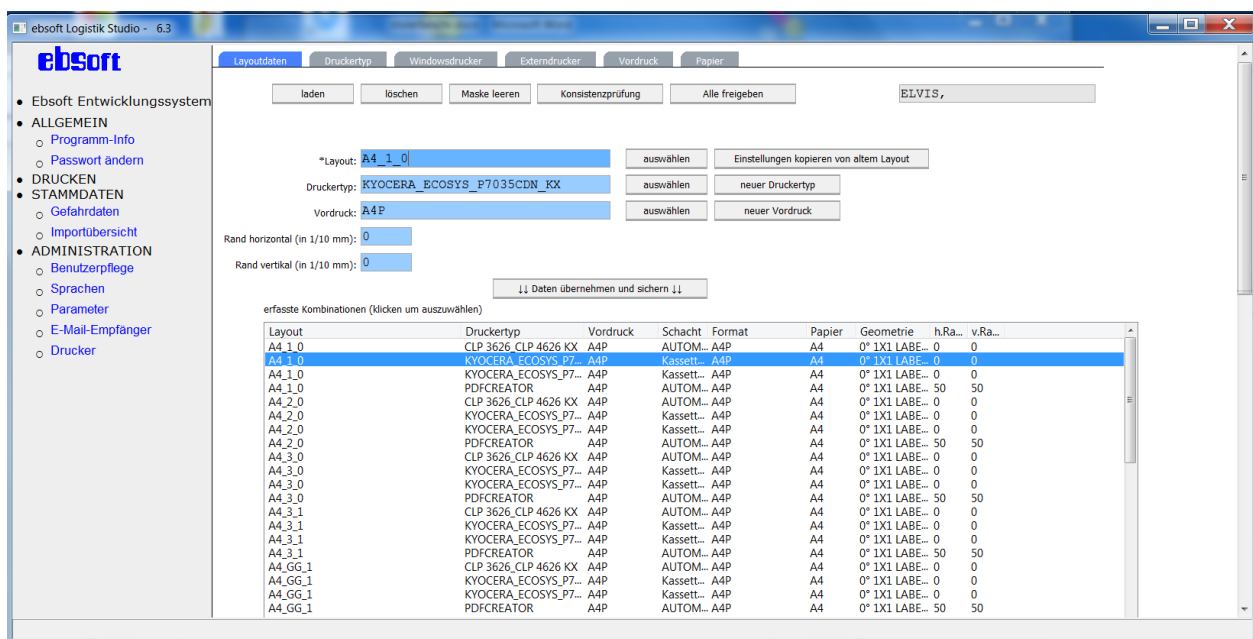 ebsoft Logistik Studio - 6.3
ebsoft
Layoutdaten Druckertyp Windowsdrucker Externdrucker Vordruck Papier
laden löschen Maske leeren Konsistenzprüfung Alle freigeben ELVIS,
• Ebsoft Entwicklungssystem
• ALLGEMEIN
○ Programm-Info
○ Passwort ändern
• DRUCKEN
• STAMMDATEN
○ Gefahrdaten
○ Importübersicht
• ADMINISTRATION
○ Benutzerpflege
○ Sprachen
○ Parameter
○ E-Mail-Empfänger
○ Drucker
*Layout: A4_1_0 auswählen Einstellungen kopieren von altem Layout
Druckertyp: KYOCERA_ECOSYS_P7035CDN_KX auswählen neuer Druckertyp
Vordruck: A4P auswählen neuer Vordruck
Rand horizontal (in 1/10 mm): 0
Rand vertikal (in 1/10 mm): 0
↓↓ Daten übernehmen und sichern ↓↓
erfasste Kombinationen (klicken um auszuwählen)
Layout Druckertyp Vordruck Schacht Format Papier Geometrie h.Ra... v.Ra...
A4_1_0 CLP 3626_CLP 4626 KX A4P AUTOM... A4P A4 0° 1X1 LABE... 0 0
A4_1_0 KYOCERA_ECOSYS_P7... A4P Kassett... A4P A4 0° 1X1 LABE... 0 0
A4_1_0 KYOCERA_ECOSYS_P7... A4P Kassett... A4P A4 0° 1X1 LABE... 0 0
A4_1_0 PDFCREATOR A4P AUTOM... A4P A4 0° 1X1 LABE... 50 50
A4_2_0 CLP 3626_CLP 4626 KX A4P AUTOM... A4P A4 0° 1X1 LABE... 0 0
A4_2_0 KYOCERA_ECOSYS_P7... A4P Kassett... A4P A4 0° 1X1 LABE... 0 0
A4_2_0 KYOCERA_ECOSYS_P7... A4P Kassett... A4P A4 0° 1X1 LABE... 0 0
A4_2_0 PDFCREATOR A4P AUTOM... A4P A4 0° 1X1 LABE... 50 50
A4_3_0 CLP 3626_CLP 4626 KX A4P AUTOM... A4P A4 0° 1X1 LABE... 0 0
A4_3_0 KYOCERA_ECOSYS_P7... A4P Kassett... A4P A4 0° 1X1 LABE... 0 0
A4_3_0 KYOCERA_ECOSYS_P7... A4P Kassett... A4P A4 0° 1X1 LABE... 0 0
A4_3_0 PDFCREATOR A4P AUTOM... A4P A4 0° 1X1 LABE... 50 50
A4_3_1 CLP 3626_CLP 4626 KX A4P AUTOM... A4P A4 0° 1X1 LABE... 0 0
A4_3_1 KYOCERA_ECOSYS_P7... A4P Kassett... A4P A4 0° 1X1 LABE... 0 0
A4_3_1 KYOCERA_ECOSYS_P7... A4P Kassett... A4P A4 0° 1X1 LABE... 0 0
A4_3_1 PDFCREATOR A4P AUTOM... A4P A4 0° 1X1 LABE... 50 50
A4_GG_1 CLP 3626_CLP 4626 KX A4P AUTOM... A4P A4 0° 1X1 LABE... 0 0
A4_GG_1 KYOCERA_ECOSYS_P7... A4P Kassett... A4P A4 0° 1X1 LABE... 0 0
A4_GG_1 KYOCERA_ECOSYS_P7... A4P Kassett... A4P A4 0° 1X1 LABE... 0 0
A4_GG_1 PDFCREATOR A4P AUTOM... A4P A4 0° 1X1 LABE... 50 50